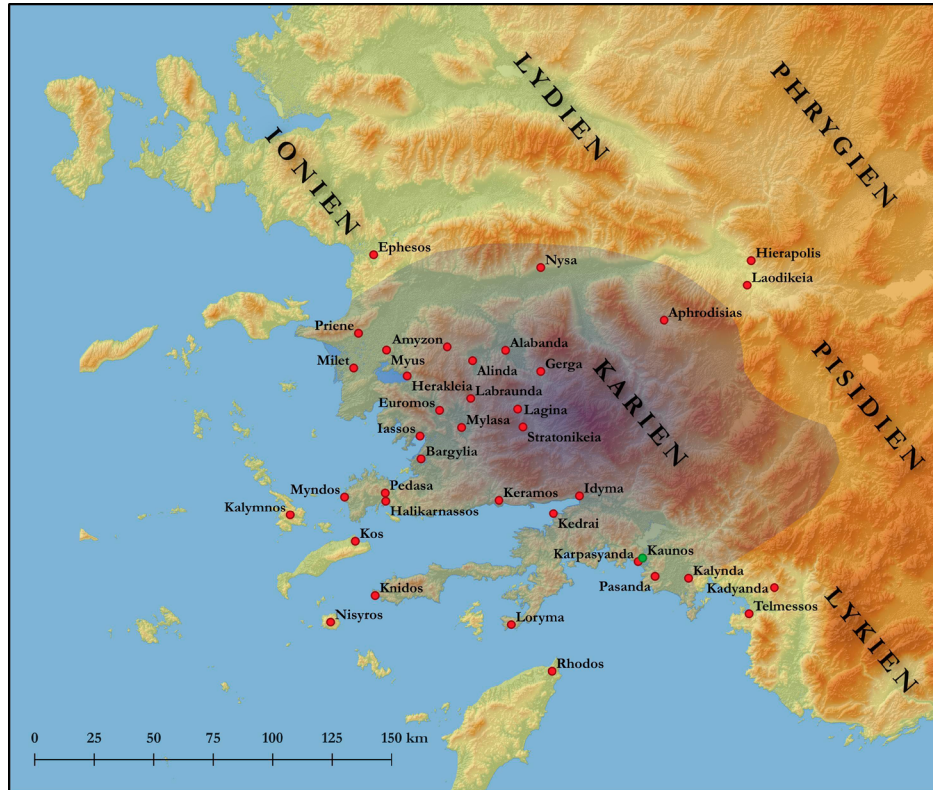 LYDIEN
PHRYGIEN
IONIEN
Ephesos
Nysa
Hierapolis
Laodikeia
Aphrodisias
Priene
Amyzon
Alabanda
Milet
Myus
Alinda
Gerga
PISIDIEN
KARIEN
Herakleia
Labraunda
Euromos
Lagina
Mylasa
Iassos
Stratonikeia
Bargylia
Pedasa
Myndos
Keramos
Idyma
Kalymnos
Halikarnassos
Kedrai
Kos
Karpasyanda
Kaunos
Kalynda
Pasanda
Kadyanda
Knidos
Telmessos
LYKIEN
Nisyros
Loryma
Rhodos
0 25 50 75 100 125 150 km